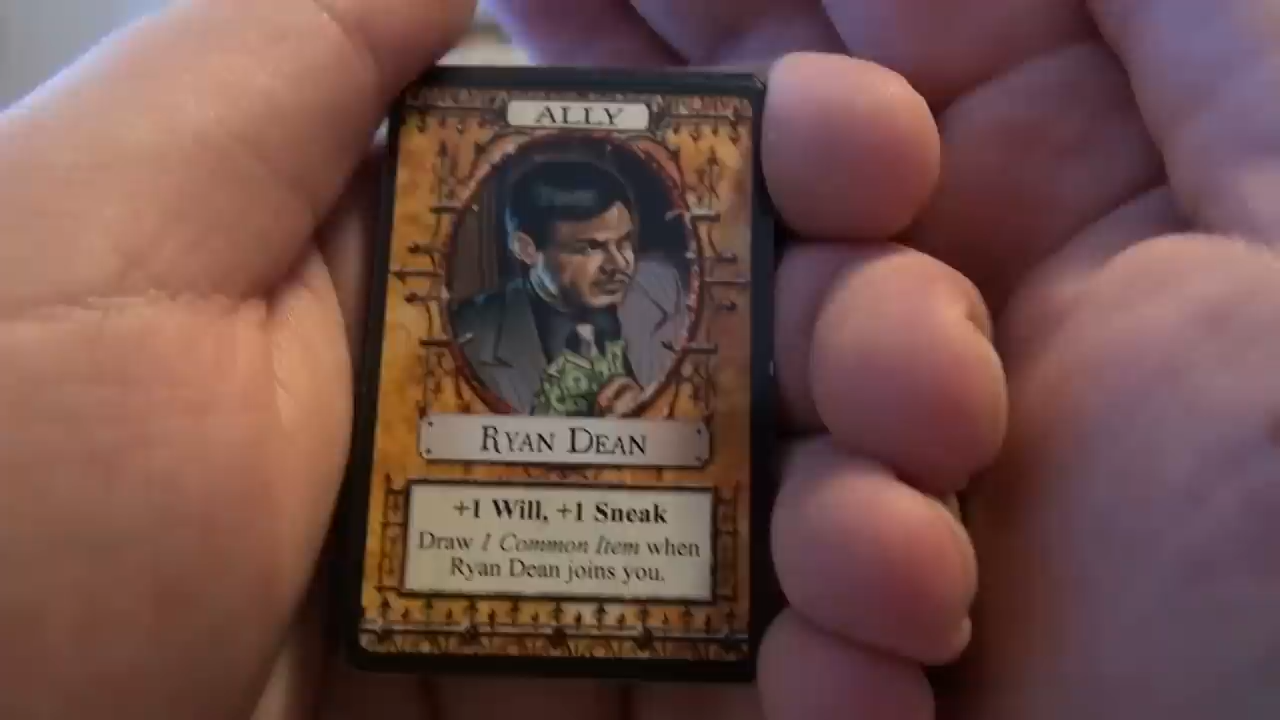 ALLY
RYAN DEAN
+1 Will, +1 Sneak
Draw 1 Common Item when
Ryan Dean joins you.